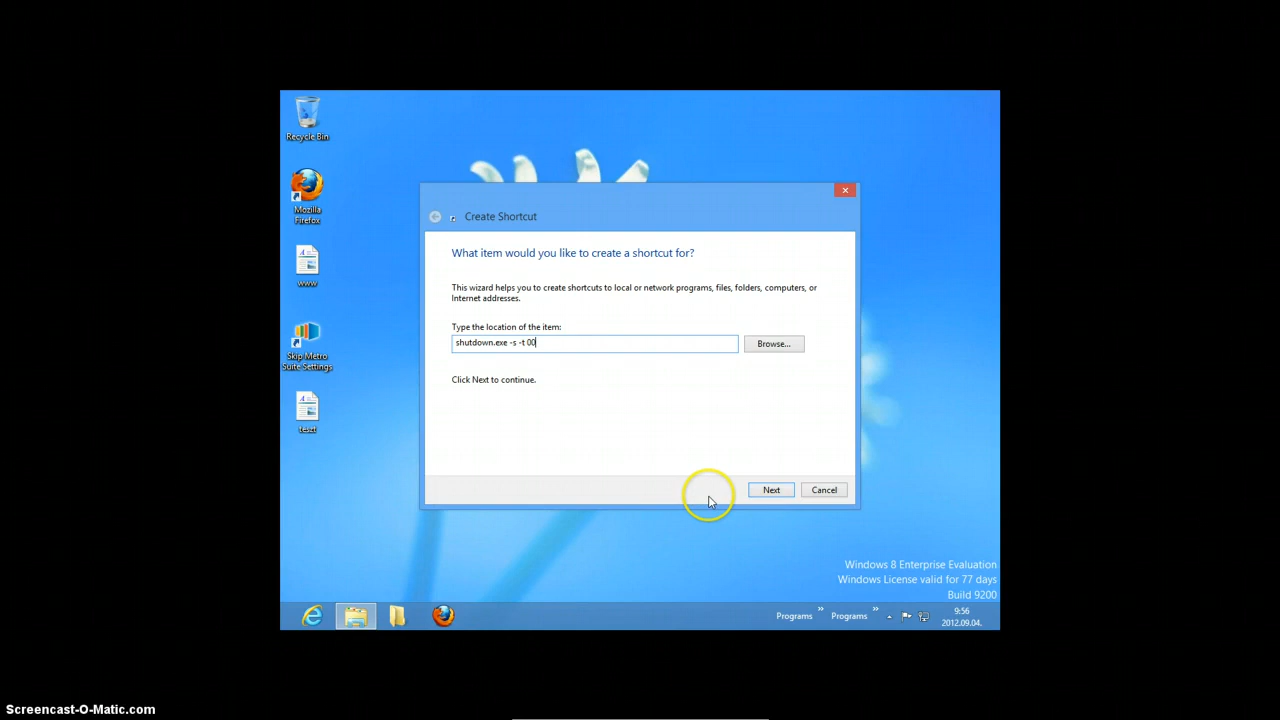 Recycle Bin
Mozilla
Firefox
www
Skip Metro
Suite Settings
teszt
Create Shortcut
What item would you like to create a shortcut for?
This wizard helps you to create shortcuts to local or network programs, files, folders, computers, or
Internet addresses.
Type the location of the item:
shutdown.exe -s -t 00
Browse...
Click Next to continue.
Next
Cancel
Windows 8 Enterprise Evaluation
Windows License valid for 77 days
Build 9200
Programs
Programs
9:56
2012.09.04.
Screencast-O-Matic.com